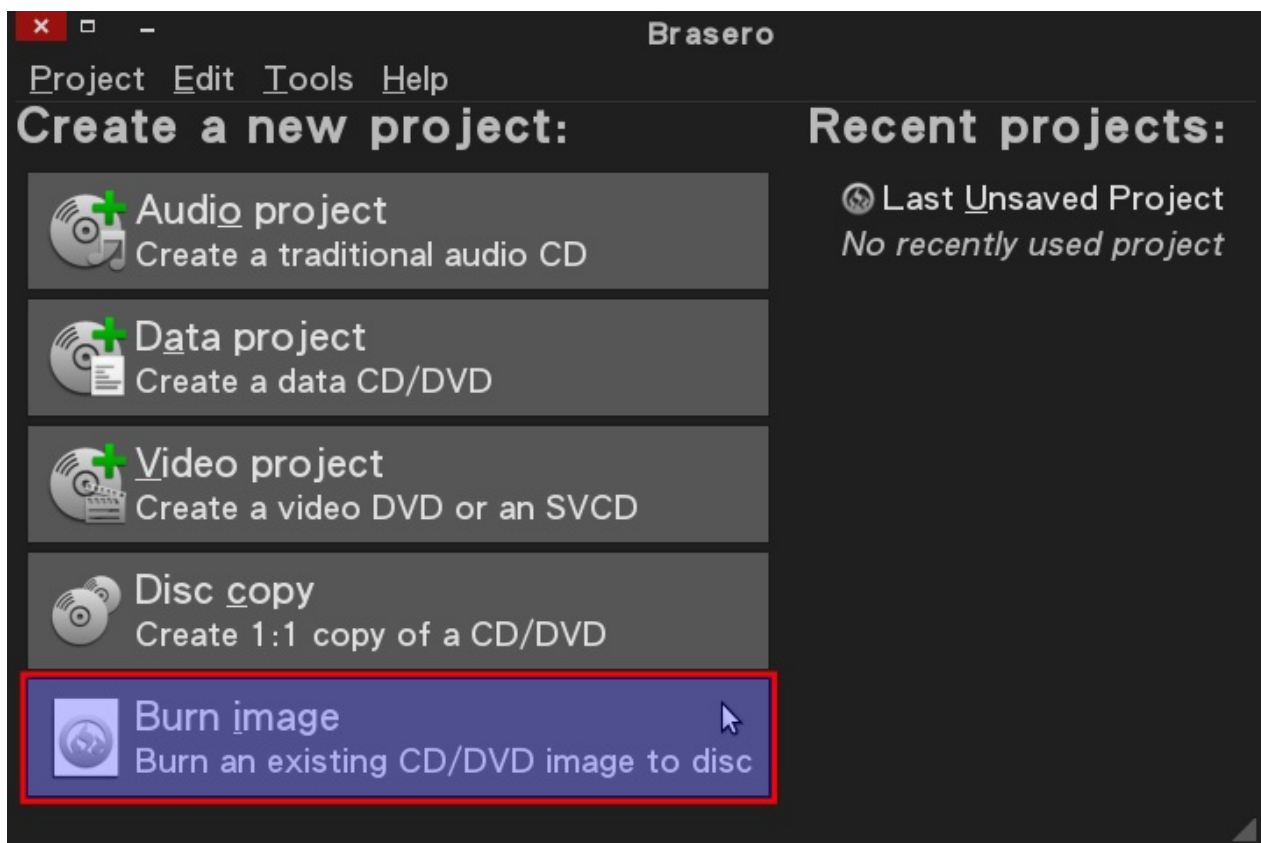 Brasero
Project Edit Tools Help
Create a new project:
Audio project
Create a traditional audio CD
Data project
Create a data CD/DVD
Video project
Create a video DVD or an SVCD
Disc copy
Create 1:1 copy of a CD/DVD
Burn image
Burn an existing CD/DVD image to disc
Recent projects:
Last Unsaved Project
No recently used project